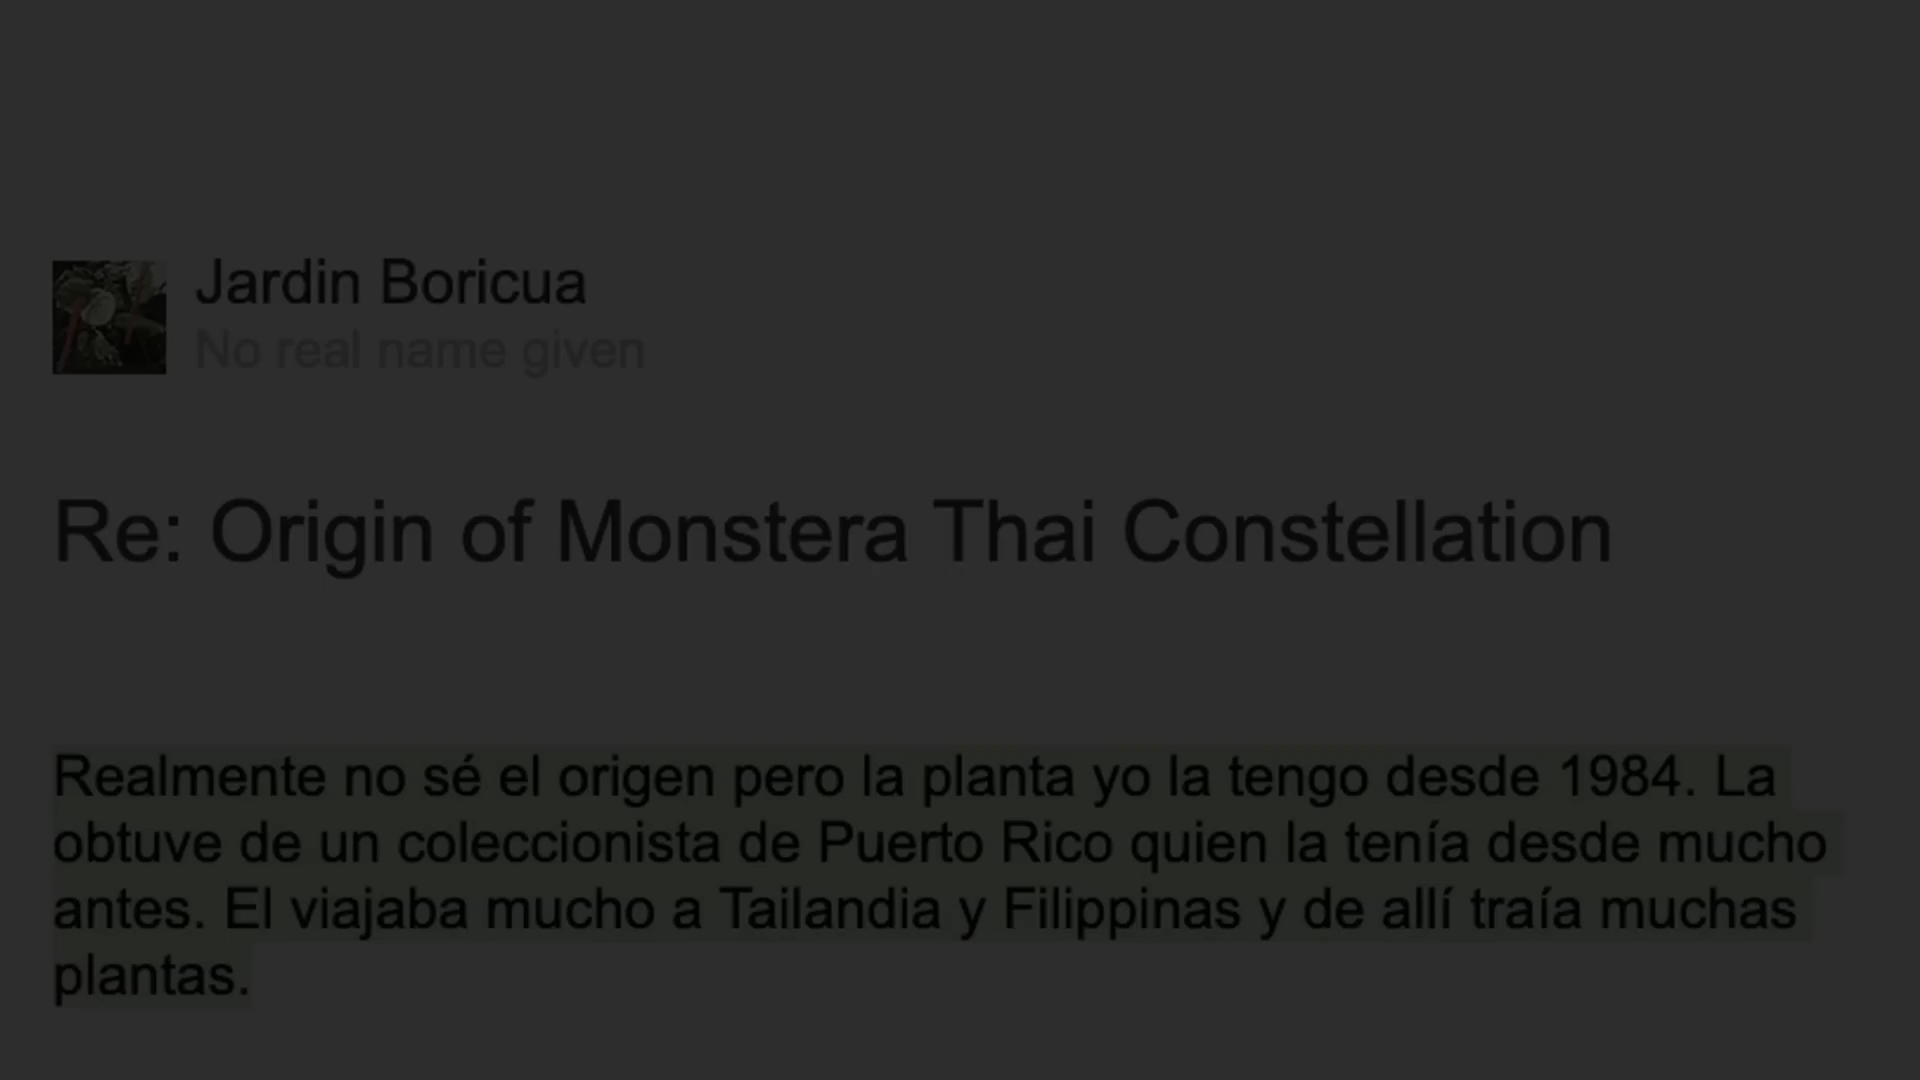 Jardin Boricua
No real name given
Re: Origin of Monstera Thai Constellation
Realmente no sé el origen pero la planta yo la tengo desde 1984. La
obtuve de un coleccionista de Puerto Rico quien la tenía desde mucho
antes. El viajaba mucho a Tailandia y Filippinas y de allí traía muchas
plantas.